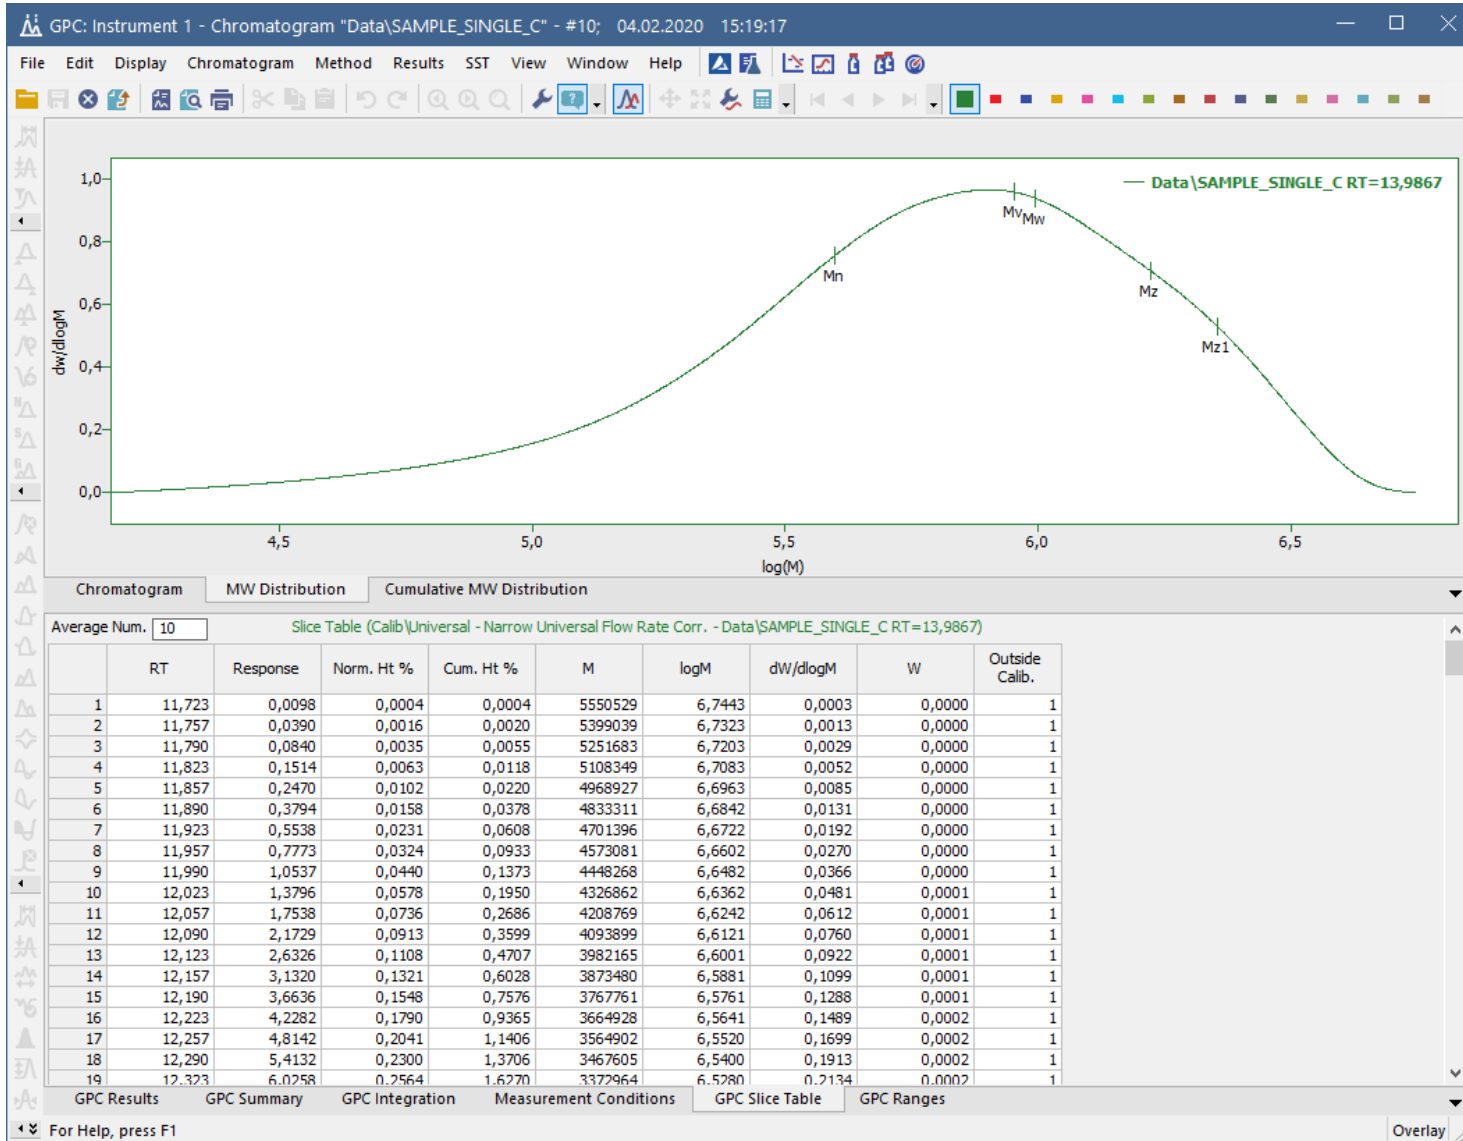 GPC: Instrument 1 - Chromatogram "Data\SAMPLE_SINGLE_C" - #10; 04.02.2020 15:19:17
File Edit Display Chromatogram Method Results SST View Window Help
1,0
0,8
0,6
0,4
0,2
0,0
dw/dlogM
Data\SAMPLE_SINGLE_C RT=13,9867
Mn
Mv
Mw
Mz
Mz1
4,5 5,0 5,5 6,0 6,5
log(M)
Chromatogram MW Distribution Cumulative MW Distribution
Average Num. 10 Slice Table (Calib\Universal - Narrow Universal Flow Rate Corr. - Data\SAMPLE_SINGLE_C RT=13,9867)
RT Response Norm. Ht % Cum. Ht % M logM dW/dlogM W Outside Calib.
1 11,723 0,0098 0,0004 0,0004 5550529 6,7443 0,0003 0,0000 1
2 11,757 0,0390 0,0016 0,0020 5399039 6,7323 0,0013 0,0000 1
3 11,790 0,0840 0,0035 0,0055 5251683 6,7203 0,0029 0,0000 1
4 11,823 0,1514 0,0063 0,0118 5108349 6,7083 0,0052 0,0000 1
5 11,857 0,2470 0,0102 0,0220 4968927 6,6963 0,0085 0,0000 1
6 11,890 0,3794 0,0158 0,0378 4833311 6,6842 0,0131 0,0000 1
7 11,923 0,5538 0,0231 0,0608 4701396 6,6722 0,0192 0,0000 1
8 11,957 0,7773 0,0324 0,0933 4573081 6,6602 0,0270 0,0000 1
9 11,990 1,0537 0,0440 0,1373 4448268 6,6482 0,0366 0,0000 1
10 12,023 1,3796 0,0578 0,1950 4326862 6,6362 0,0481 0,0001 1
11 12,057 1,7538 0,0736 0,2686 4208769 6,6242 0,0612 0,0001 1
12 12,090 2,1729 0,0913 0,3599 4093899 6,6121 0,0760 0,0001 1
13 12,123 2,6326 0,1108 0,4707 3982165 6,6001 0,0922 0,0001 1
14 12,157 3,1320 0,1321 0,6028 3873480 6,5881 0,1099 0,0001 1
15 12,190 3,6636 0,1548 0,7576 3767761 6,5761 0,1288 0,0001 1
16 12,223 4,2282 0,1790 0,9365 3664928 6,5641 0,1489 0,0002 1
17 12,257 4,8142 0,2041 1,1406 3564902 6,5520 0,1699 0,0002 1
18 12,290 5,4132 0,2300 1,3706 3467605 6,5400 0,1913 0,0002 1
19 12,323 6,0258 0,2564 1,6270 3372964 6,5280 0,2134 0,0002 1
GPC Results GPC Summary GPC Integration Measurement Conditions GPC Slice Table GPC Ranges
For Help, press F1 Overlay